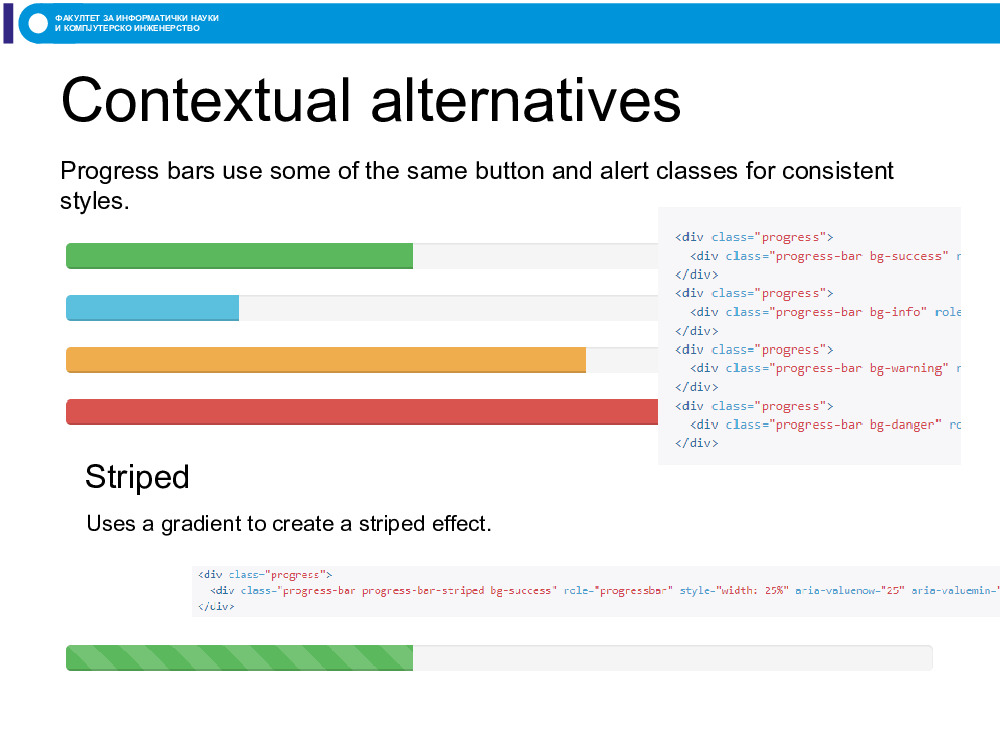 ФАКУЛТЕТ ЗА ИНФОРМАТИЧКИ НАУКИ
И КОМПЈУТЕРСКО ИНЖЕНЕРСТВО
Contextual alternatives
Progress bars use some of the same button and alert classes for consistent
styles.
<div class="progress">
<div class="progress-bar bg-success" r
</div>
<div class="progress">
<div class="progress-bar bg-info" role
</div>
<div class="progress">
<div class="progress-bar bg-warning" r
</div>
<div class="progress">
<div class="progress-bar bg-danger" ro
</div>
Striped
Uses a gradient to create a striped effect.
<div class="progress">
<div class="progress-bar progress-bar-striped bg-success" role="progressbar" style="width: 25%" aria-valuenow="25" aria-valuemin="
</div>